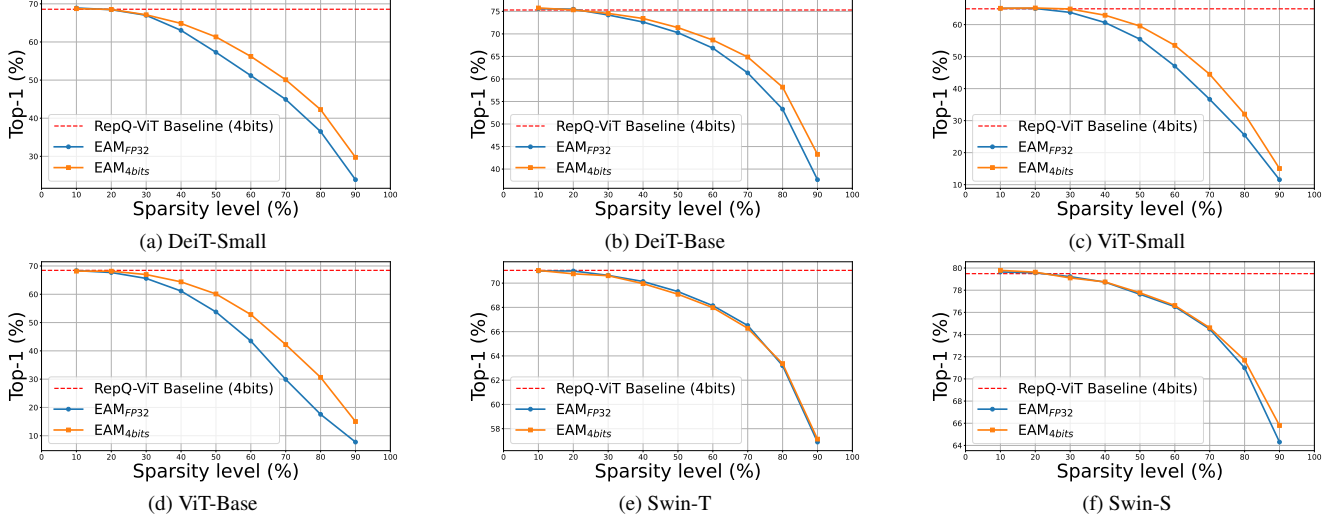 Top-1 (%)
70
60
50
40
30
RepQ-ViT Baseline (4bits)
EAM_FP32
EAM_4bits
0 10 20 30 40 50 60 70 80 90 100
Sparsity level (%)
(a) DeiT-Small
Top-1 (%)
75
70
65
60
55
50
45
40
RepQ-ViT Baseline (4bits)
EAM_FP32
EAM_4bits
0 10 20 30 40 50 60 70 80 90 100
Sparsity level (%)
(b) DeiT-Base
Top-1 (%)
60
50
40
30
20
10
RepQ-ViT Baseline (4bits)
EAM_FP32
EAM_4bits
0 10 20 30 40 50 60 70 80 90 100
Sparsity level (%)
(c) ViT-Small
Top-1 (%)
70
60
50
40
30
20
10
RepQ-ViT Baseline (4bits)
EAM_FP32
EAM_4bits
0 10 20 30 40 50 60 70 80 90 100
Sparsity level (%)
(d) ViT-Base
Top-1 (%)
70
68
66
64
62
60
58
RepQ-ViT Baseline (4bits)
EAM_FP32
EAM_4bits
0 10 20 30 40 50 60 70 80 90 100
Sparsity level (%)
(e) Swin-T
Top-1 (%)
80
78
76
74
72
70
68
66
64
RepQ-ViT Baseline (4bits)
EAM_FP32
EAM_4bits
0 10 20 30 40 50 60 70 80 90 100
Sparsity level (%)
(f) Swin-S